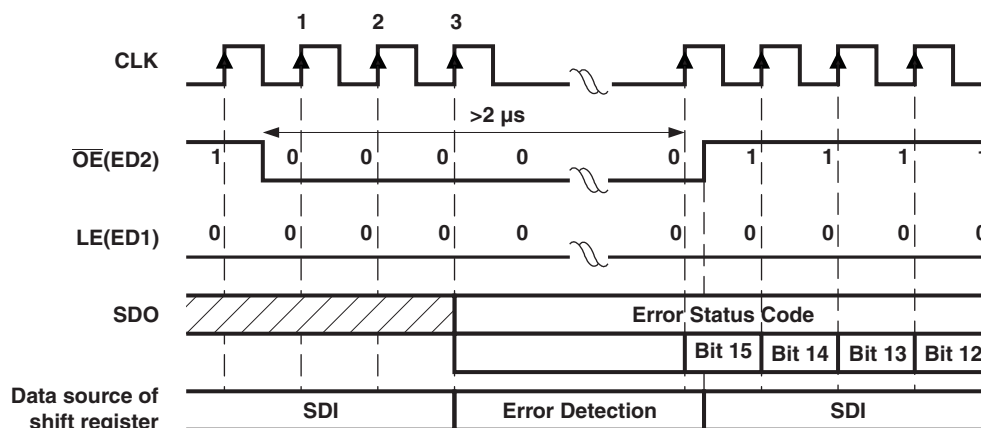 1 2 3
CLK
>2 µs
OE(ED2) 1 0 0 0 0 0 1 1 1 1
LE(ED1) 0 0 0 0 0 0 0 0 0 0
SDO Error Status Code
Bit 15 Bit 14 Bit 13 Bit 12
Data source of
shift register
SDI Error Detection SDI